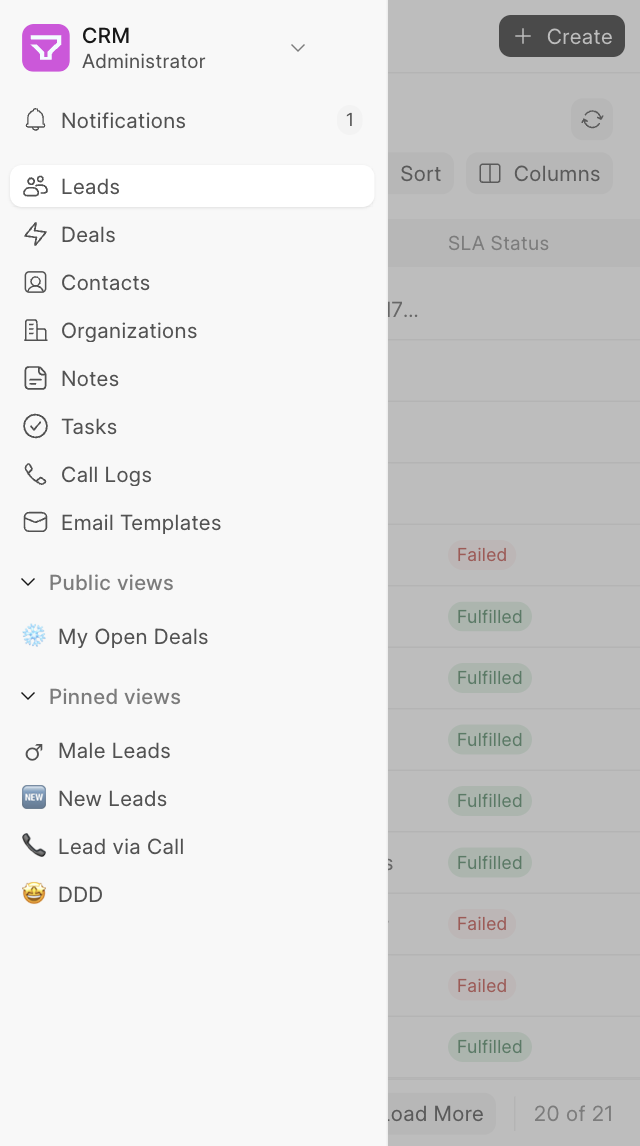 CRM
Administrator
Notifications
1
Leads
Deals
Contacts
Organizations
Notes
Tasks
Call Logs
Email Templates
Public views
My Open Deals
Pinned views
Male Leads
NEW New Leads
Lead via Call
DDD
Create
Sort
Columns
SLA Status
Failed
Fulfilled
Fulfilled
Fulfilled
Fulfilled
Fulfilled
Failed
Failed
Fulfilled
More
20 of 21